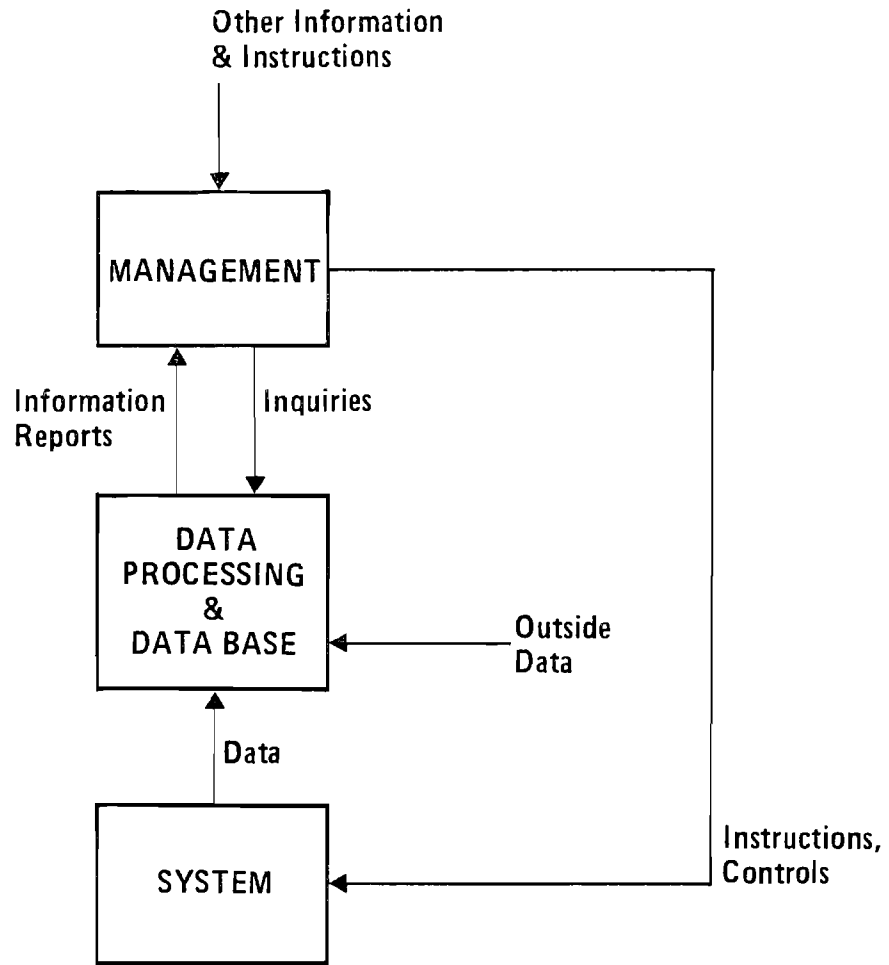 Other Information
& Instructions
MANAGEMENT
Information
Reports
Inquiries
DATA
PROCESSING
&
DATA BASE
Outside
Data
Data
SYSTEM
Instructions,
Controls